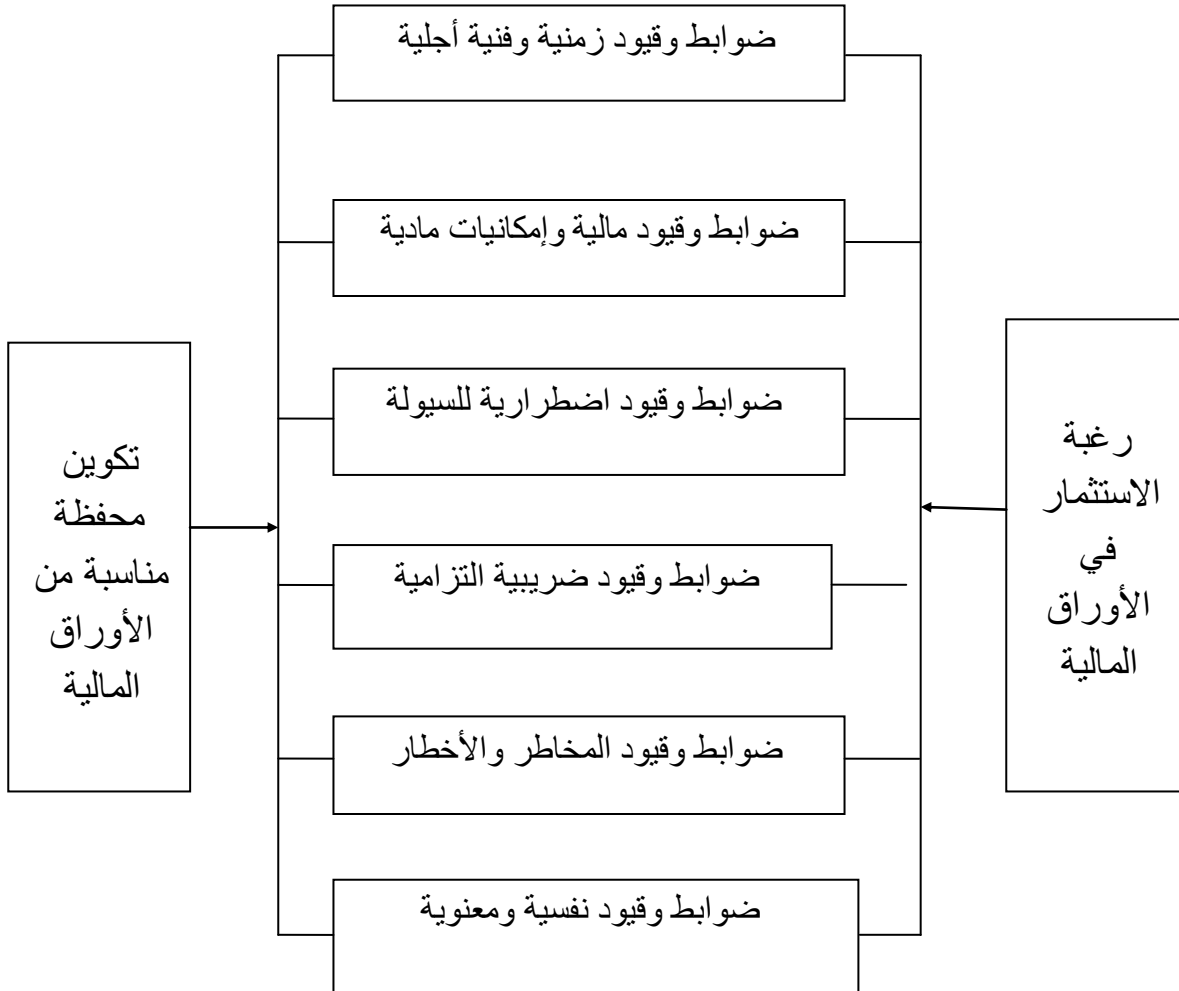 ضوابط وقيود زمنية وفنية أجلية
ضوابط وقيود مالية وإمكانيات مادية
ضوابط وقيود اضطرارية للسيولة
ضوابط وقيود ضريبية التزامية
ضوابط وقيود المخاطر والأخطار
ضوابط وقيود نفسية ومعنوية
رغبة
الاستثمار
في
الأوراق
المالية
تكوين
محفظة
مناسبة من
الأوراق
المالية